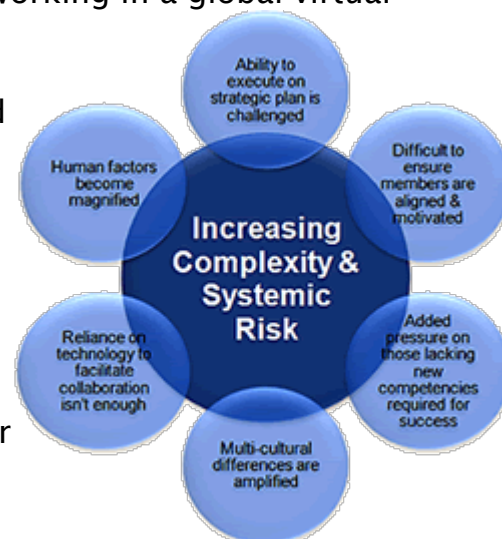 working in a global virtual
Ability to
execute on
strategic plan is
challenged
Difficult to
ensure
members are
aligned &
motivated
Added
pressure on
those lacking
new
competencies
required for
success
Multi-cultural
differences are
amplified
Reliance on
technology to
facilitate
collaboration
isn't enough
Human factors
become
magnified
Increasing
Complexity &
Systemic
Risk